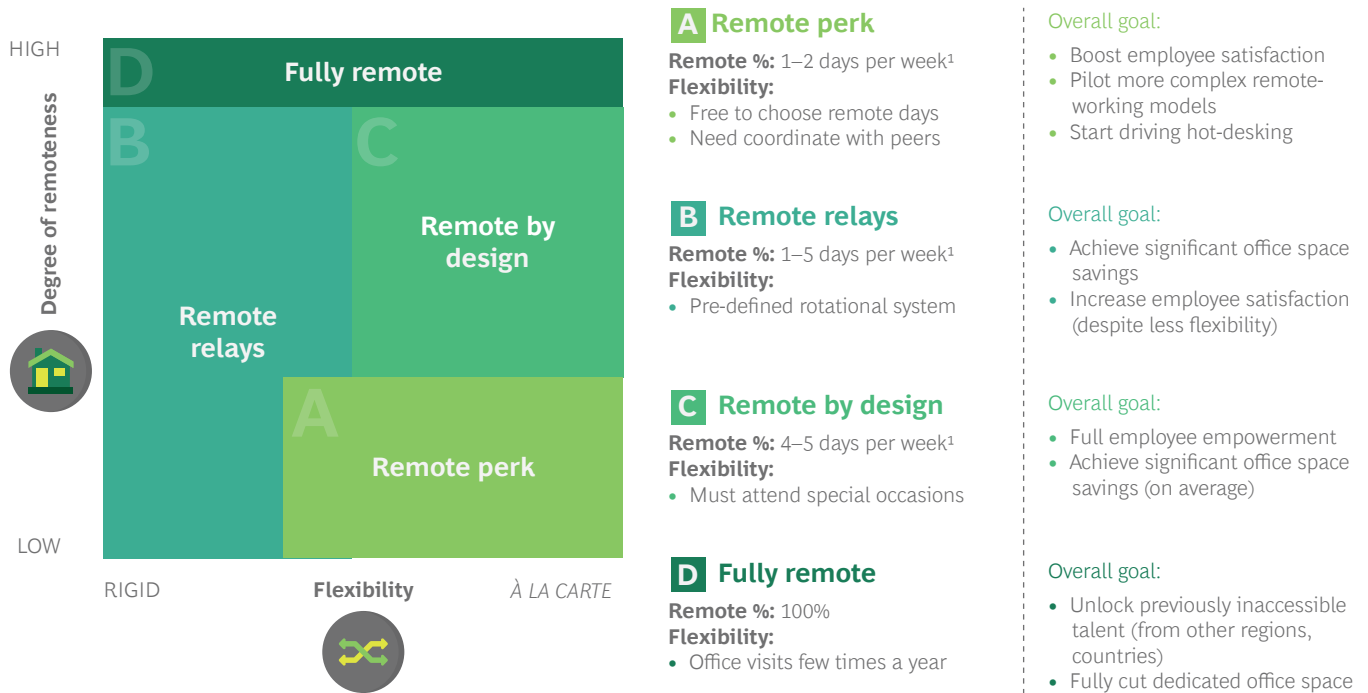 HIGH
Degree of remoteness
LOW
D
Fully remote
B
C
Remote by
design
Remote
relays
A
Remote perk
RIGID
Flexibility
À LA CARTE
A Remote perk
Remote %: 1–2 days per week¹
Flexibility:
• Free to choose remote days
• Need coordinate with peers
Overall goal:
• Boost employee satisfaction
• Pilot more complex remote-
working models
• Start driving hot-desking
B Remote relays
Remote %: 1–5 days per week¹
Flexibility:
• Pre-defined rotational system
Overall goal:
• Achieve significant office space
savings
• Increase employee satisfaction
(despite less flexibility)
C Remote by design
Remote %: 4–5 days per week¹
Flexibility:
• Must attend special occasions
Overall goal:
• Full employee empowerment
• Achieve significant office space
savings (on average)
D Fully remote
Remote %: 100%
Flexibility:
• Office visits few times a year
Overall goal:
• Unlock previously inaccessible
talent (from other regions,
countries)
• Fully cut dedicated office space